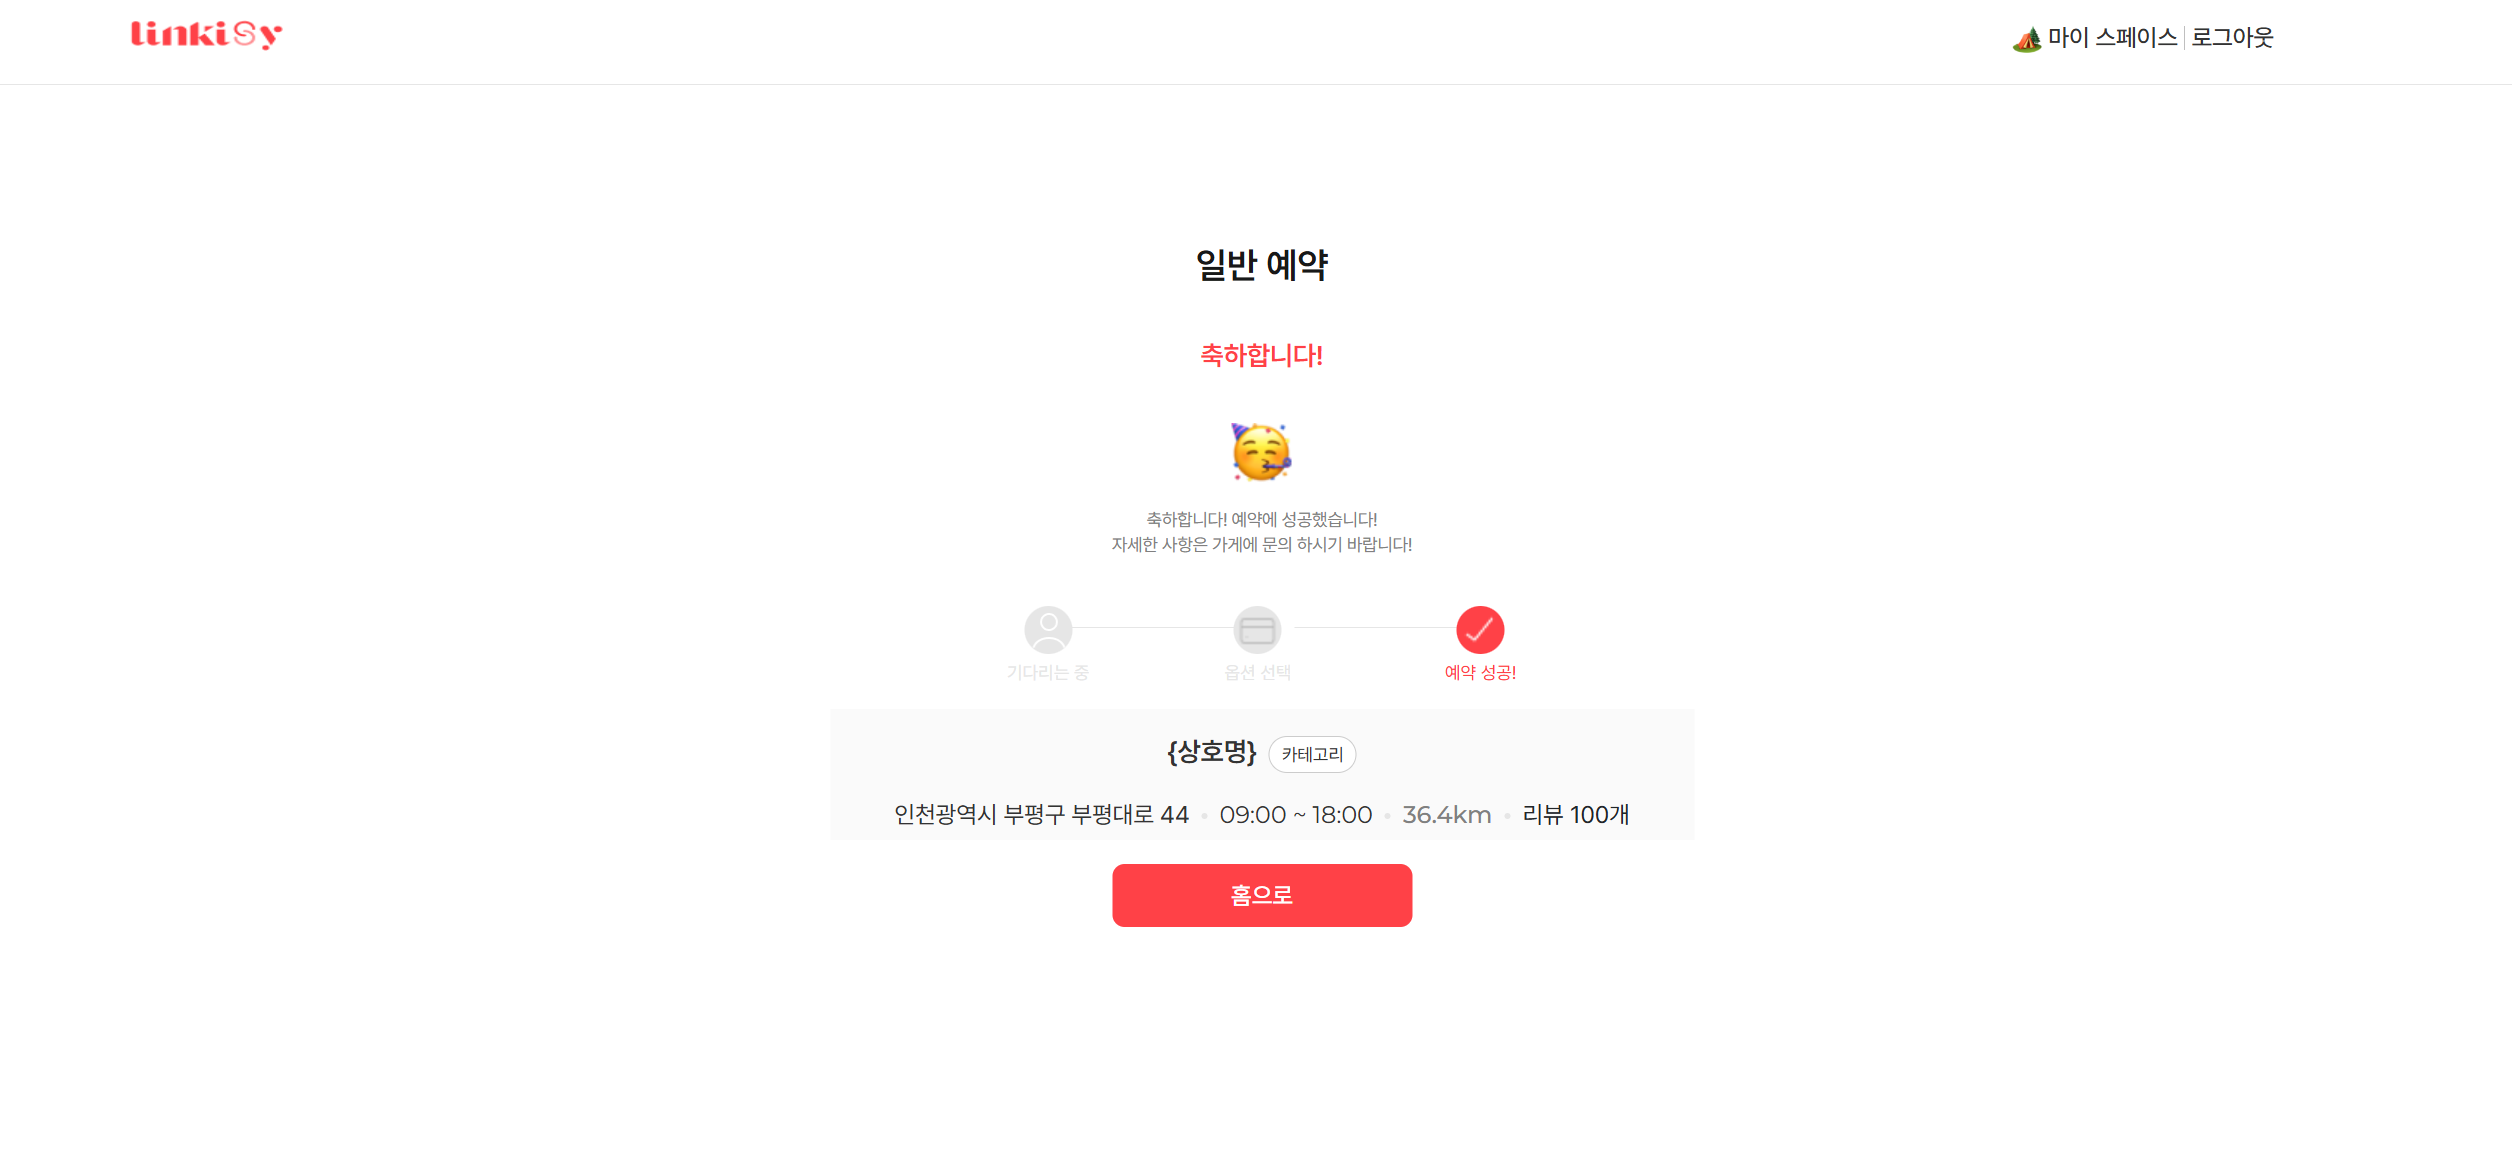 linkisy
마이 스페이스 로그아웃
일반 예약
축하합니다!
축하합니다! 예약에 성공했습니다!
자세한 사항은 가게에 문의 하시기 바랍니다!
기다리는 중
옵션 선택
예약 성공!
{상호명} 카테고리
인천광역시 부평구 부평대로 44 • 09:00 ~ 18:00 • 36.4km • 리뷰 100개
홈으로